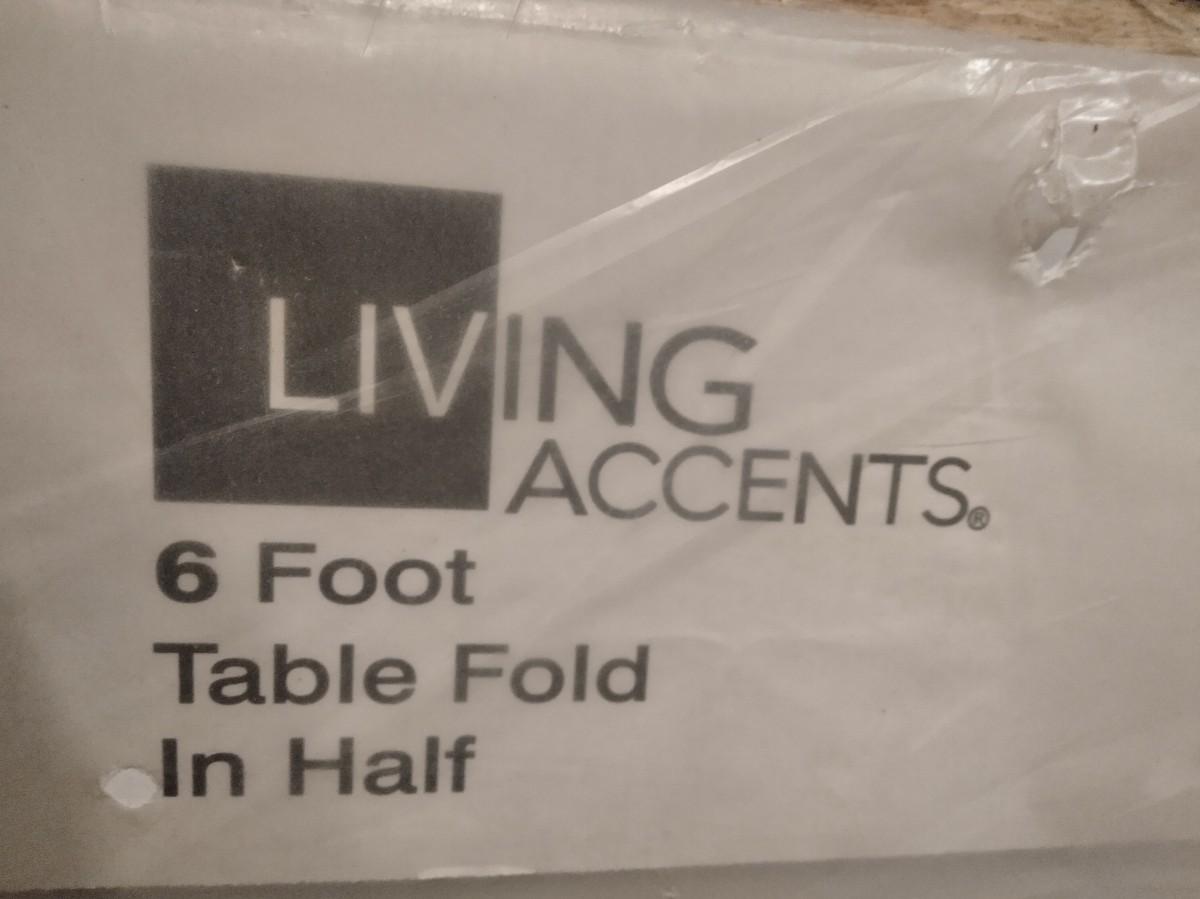 LIVING
ACCENTS®
6 Foot
Table Fold
In Half